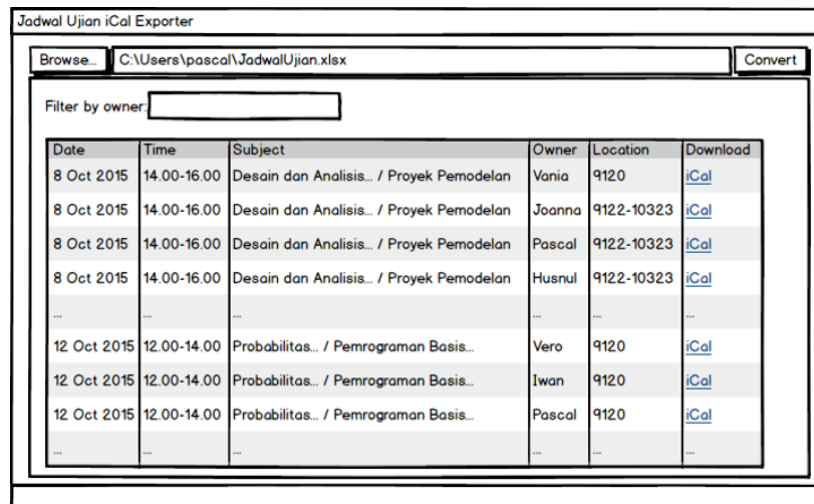 Jadwal Ujian iCal Exporter
Browse... C:\Users\pascal\JadwalUjian.xlsx Convert
Filter by owner:
Date Time Subject Owner Location Download
8 Oct 2015 14.00-16.00 Desain dan Analisis... / Proyek Pemodelan Vania 9120 iCal
8 Oct 2015 14.00-16.00 Desain dan Analisis... / Proyek Pemodelan Joanna 9122-10323 iCal
8 Oct 2015 14.00-16.00 Desain dan Analisis... / Proyek Pemodelan Pascal 9122-10323 iCal
8 Oct 2015 14.00-16.00 Desain dan Analisis... / Proyek Pemodelan Husnul 9122-10323 iCal
... ... ... ... ... ...
12 Oct 2015 12.00-14.00 Probabilitas... / Pemrograman Basis... Vero 9120 iCal
12 Oct 2015 12.00-14.00 Probabilitas... / Pemrograman Basis... Iwan 9120 iCal
12 Oct 2015 12.00-14.00 Probabilitas... / Pemrograman Basis... Pascal 9120 iCal
... ... ... ... ... ...